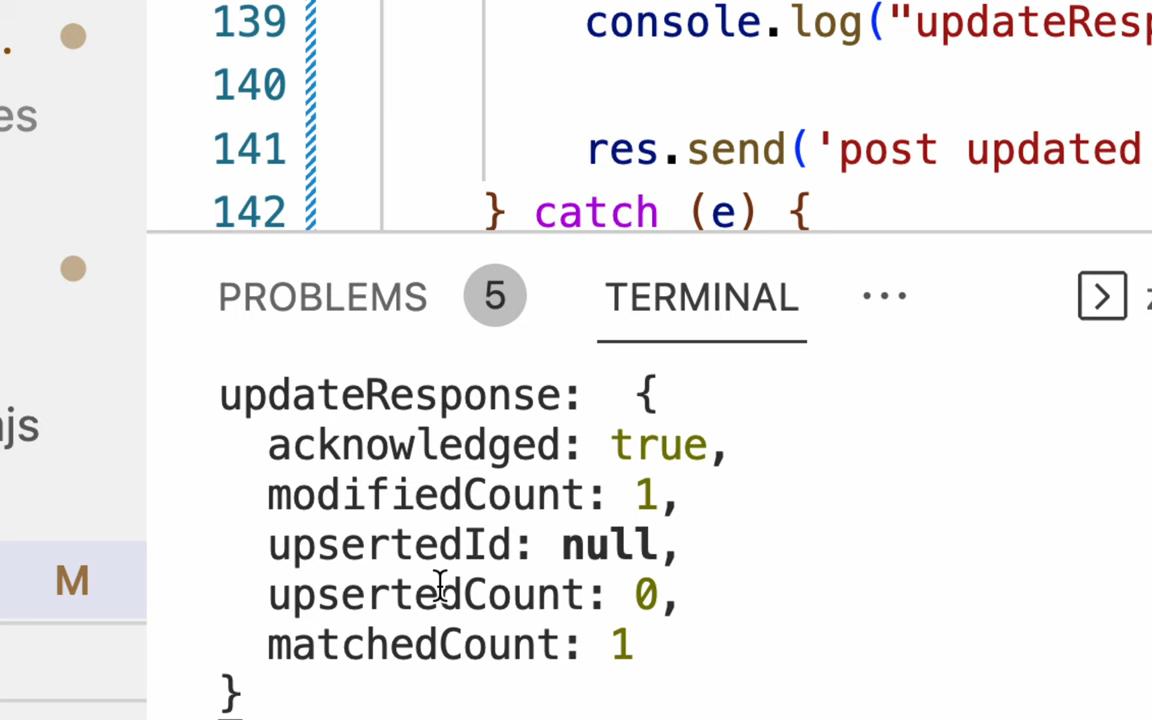 139 console.log("updateResp
140
141 res.send('post updated
142 } catch (e) {
es
js
M
PROBLEMS 5 TERMINAL ···
updateResponse:  {
acknowledged: true,
modifiedCount: 1,
upsertedId: null,
upsertedCount: 0,
matchedCount: 1
}